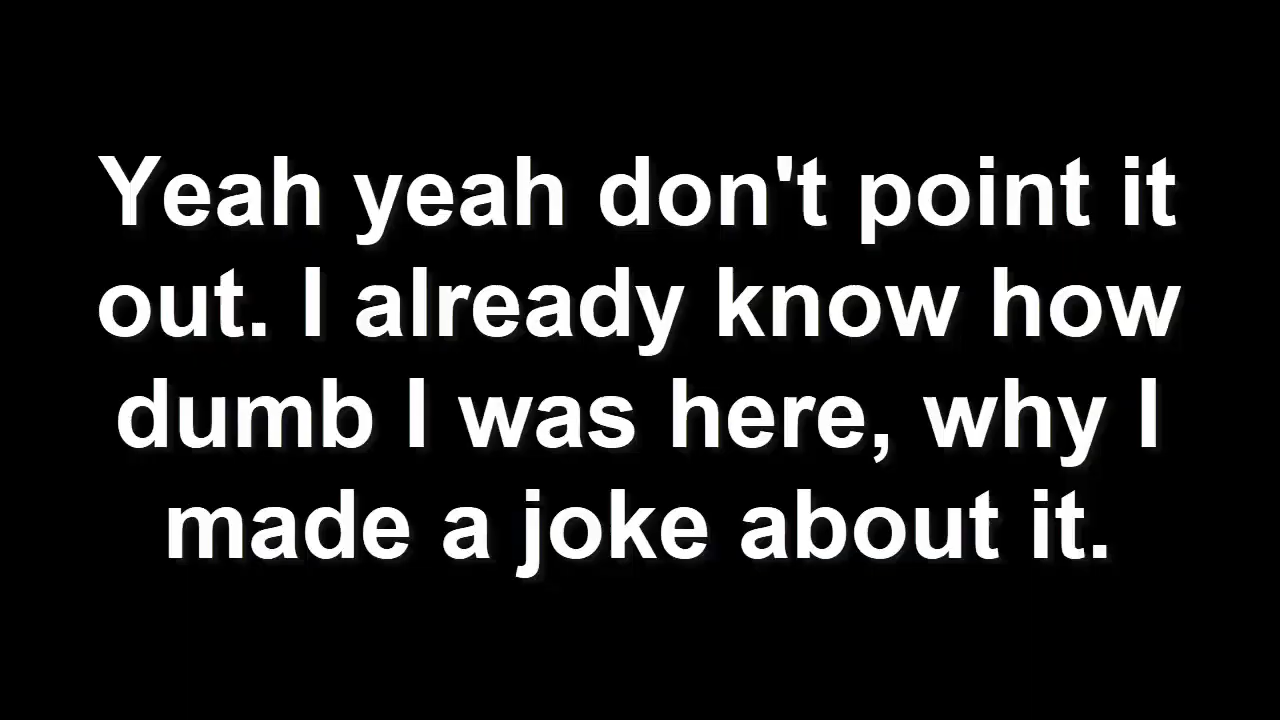 Yeah yeah don't point it
out. I already know how
dumb I was here, why I
made a joke about it.